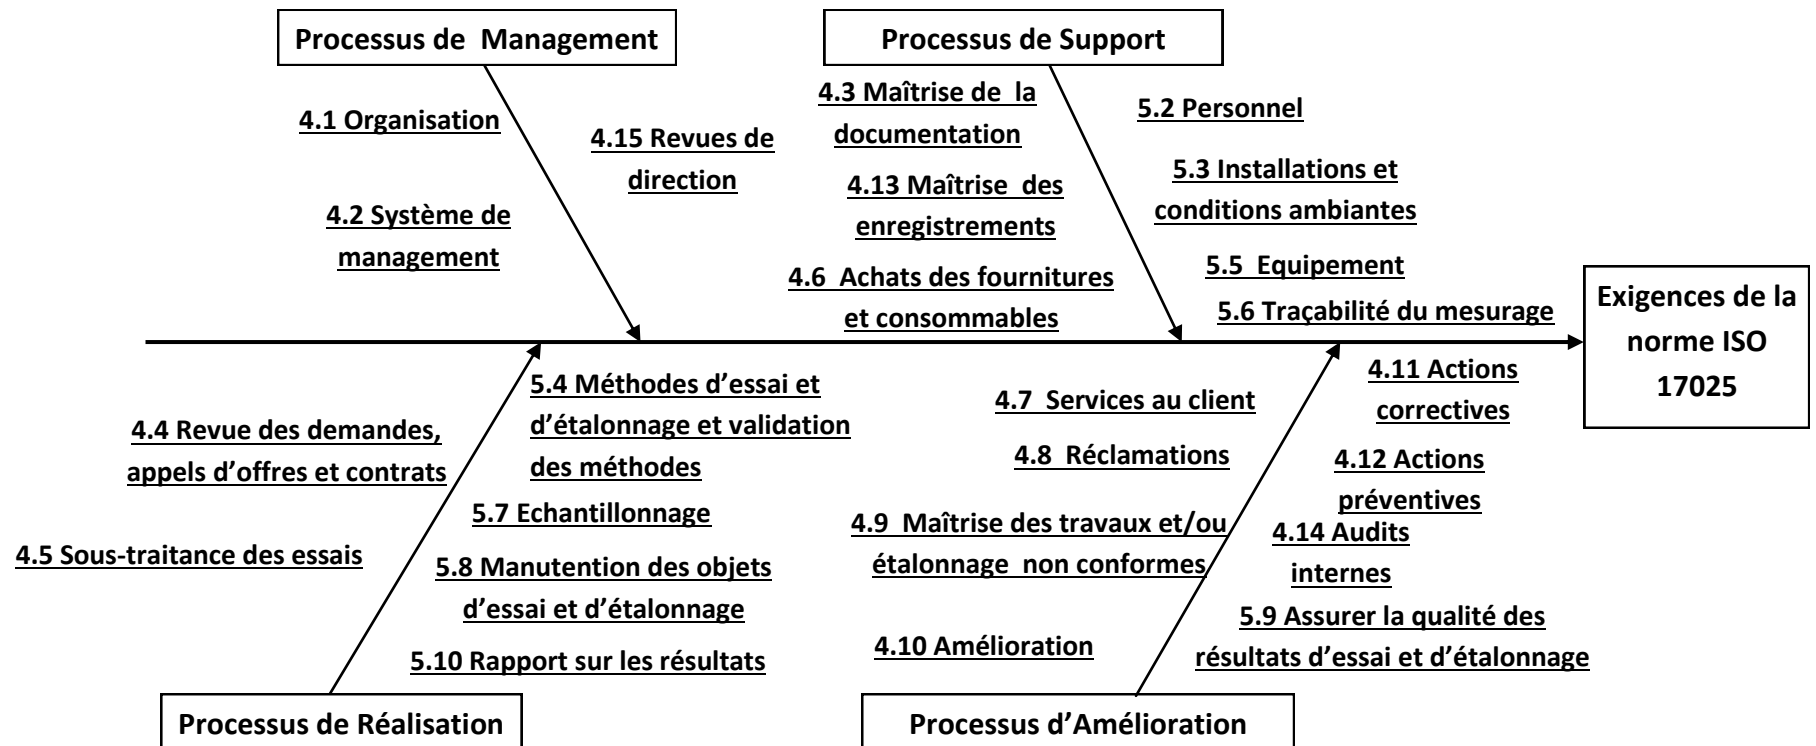 Processus de  Management
4.1 Organisation
4.15 Revues de
direction
4.2 Système de
management
Processus de Support
4.3 Maîtrise de  la
documentation
4.13 Maîtrise  des
enregistrements
4.6  Achats des fournitures
et consommables
5.2 Personnel
5.3 Installations et
conditions ambiantes
5.5  Equipement
5.6 Traçabilité du mesurage
Exigences de la
norme ISO
17025
4.4 Revue des demandes,
appels d’offres et contrats
4.5 Sous-traitance des essais
5.4 Méthodes d’essai et
d’étalonnage et validation
des méthodes
5.7 Echantillonnage
5.8 Manutention des objets
d’essai et d’étalonnage
5.10 Rapport sur les résultats
Processus de Réalisation
4.7  Services au client
4.8  Réclamations
4.9  Maîtrise des travaux et/ou
étalonnage  non conformes
4.10 Amélioration
4.11 Actions
correctives
4.12 Actions
préventives
4.14 Audits
internes
5.9 Assurer la qualité des
résultats d’essai et d’étalonnage
Processus d’Amélioration